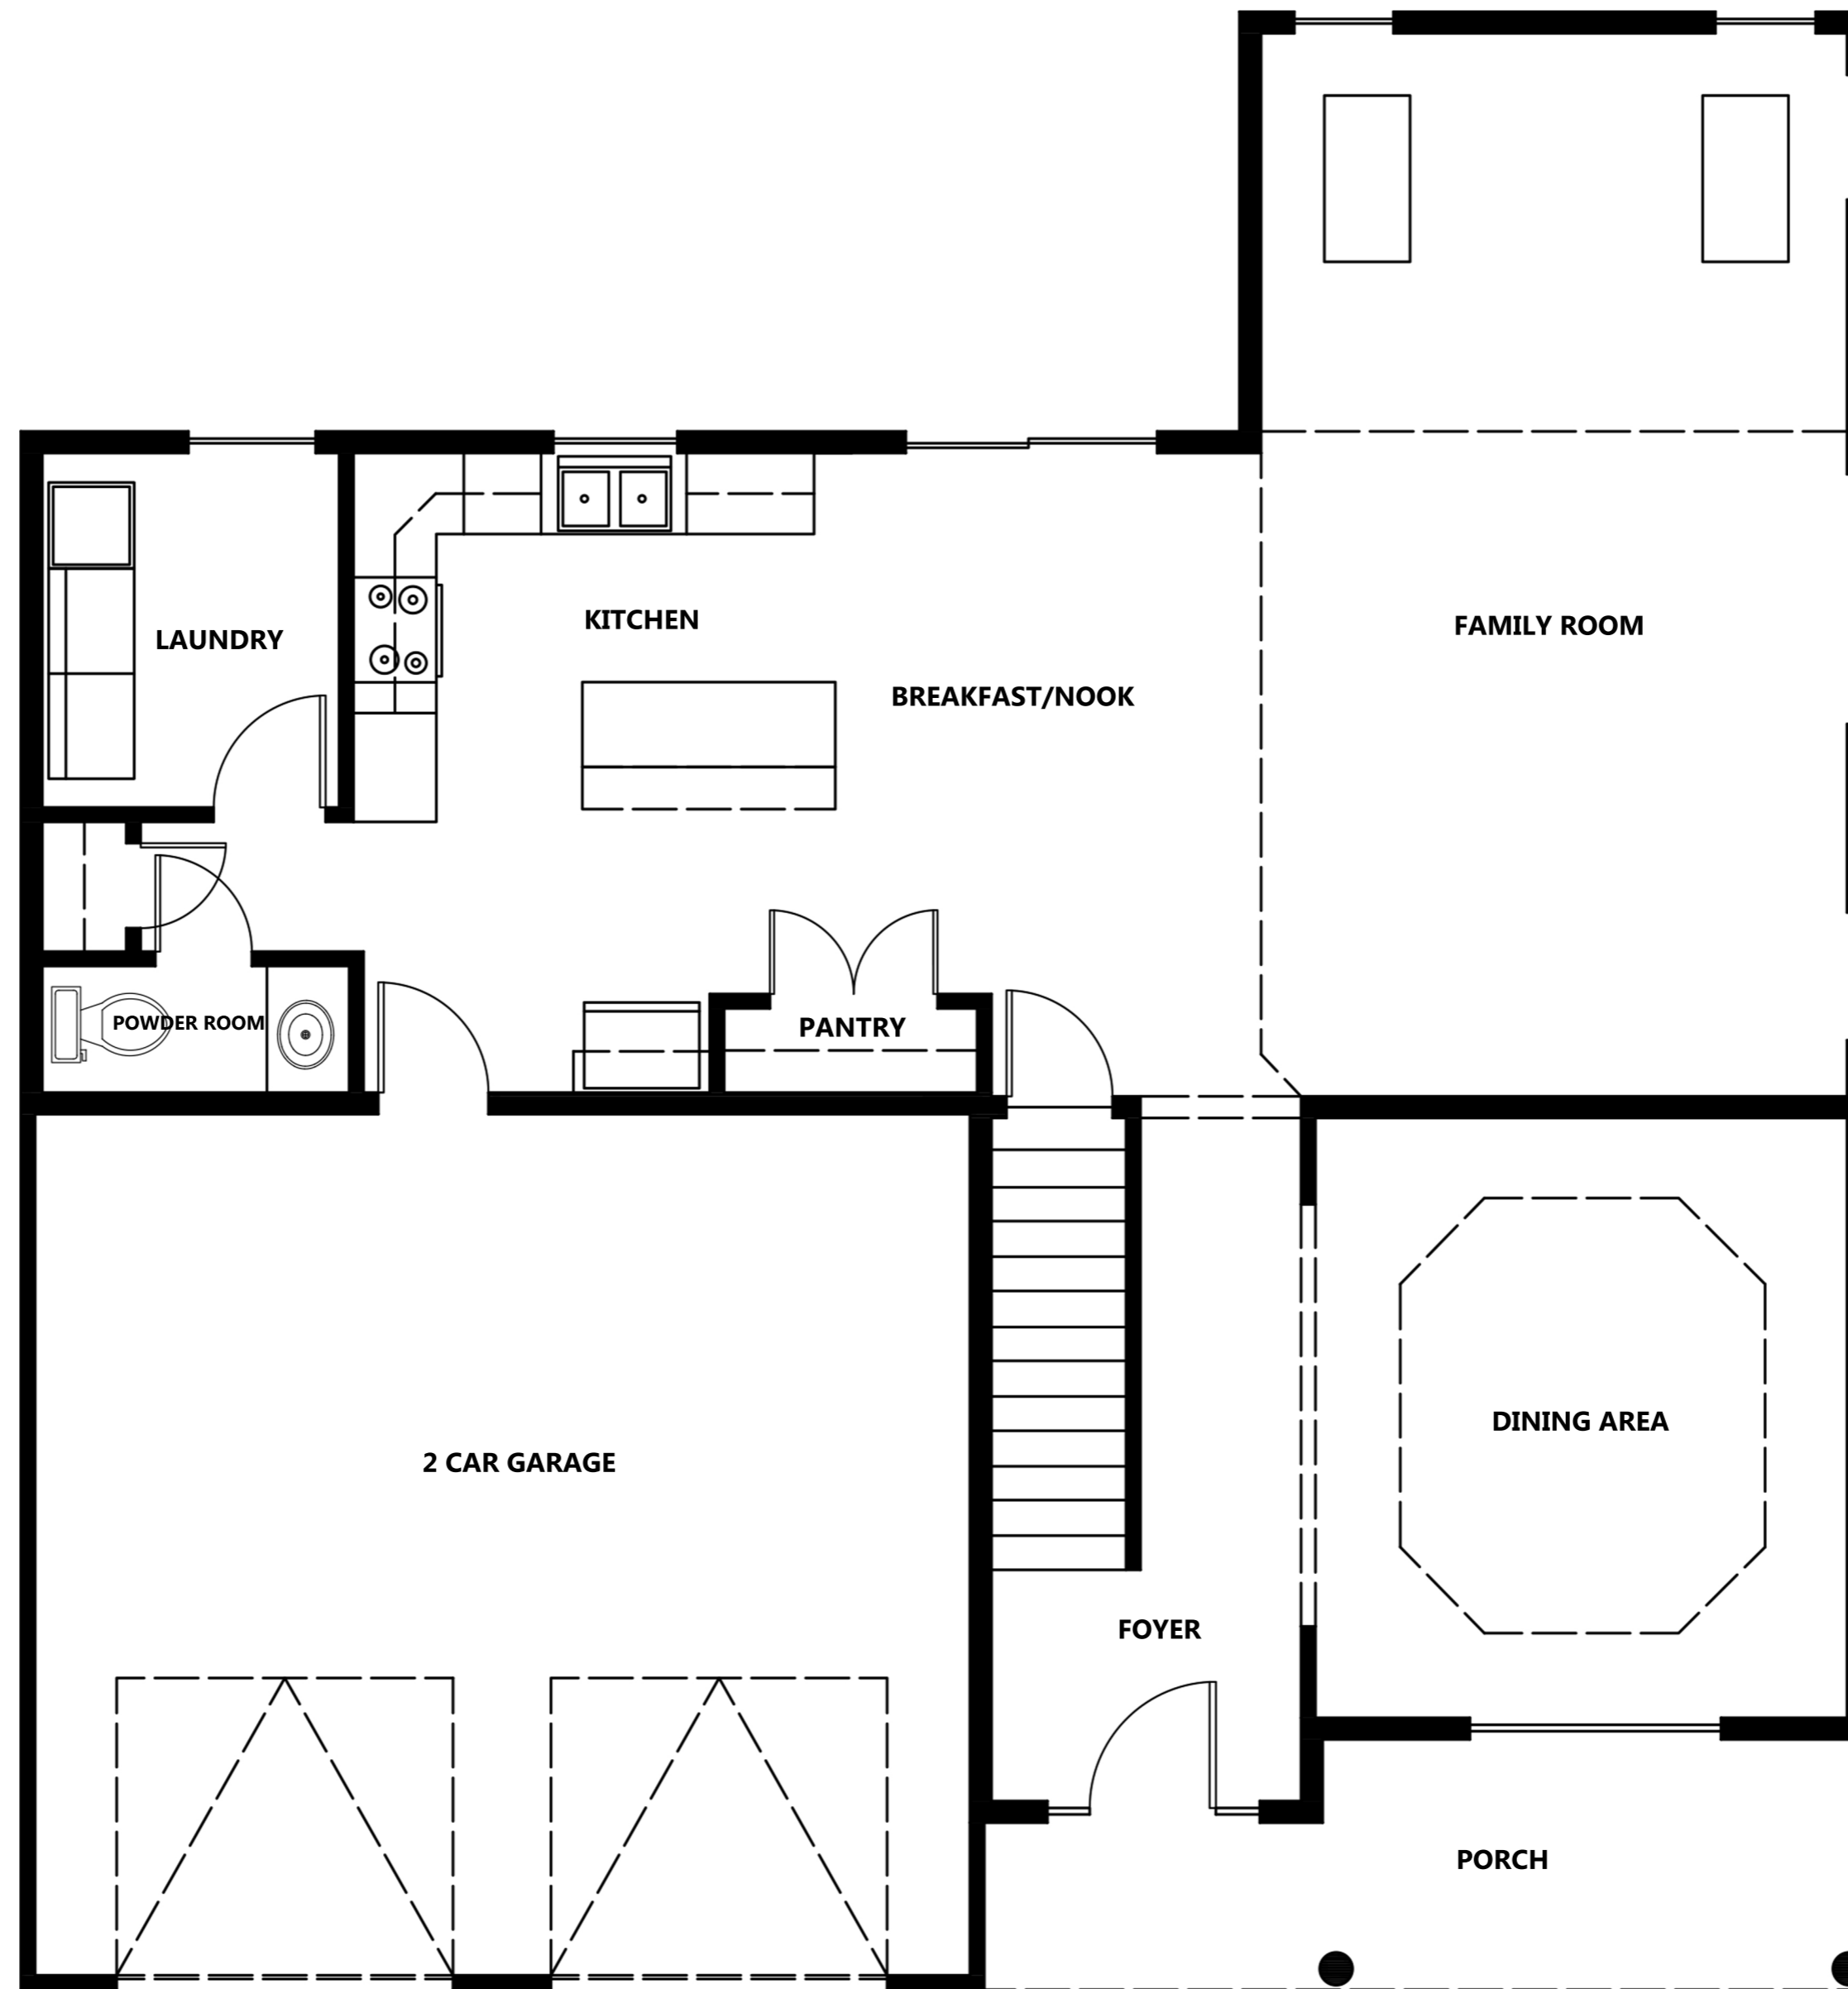 KITCHEN
FAMILY ROOM
LAUNDRY
BREAKFAST/NOOK
POWDER ROOM
PANTRY
DINING AREA
2 CAR GARAGE
FOYER
PORCH